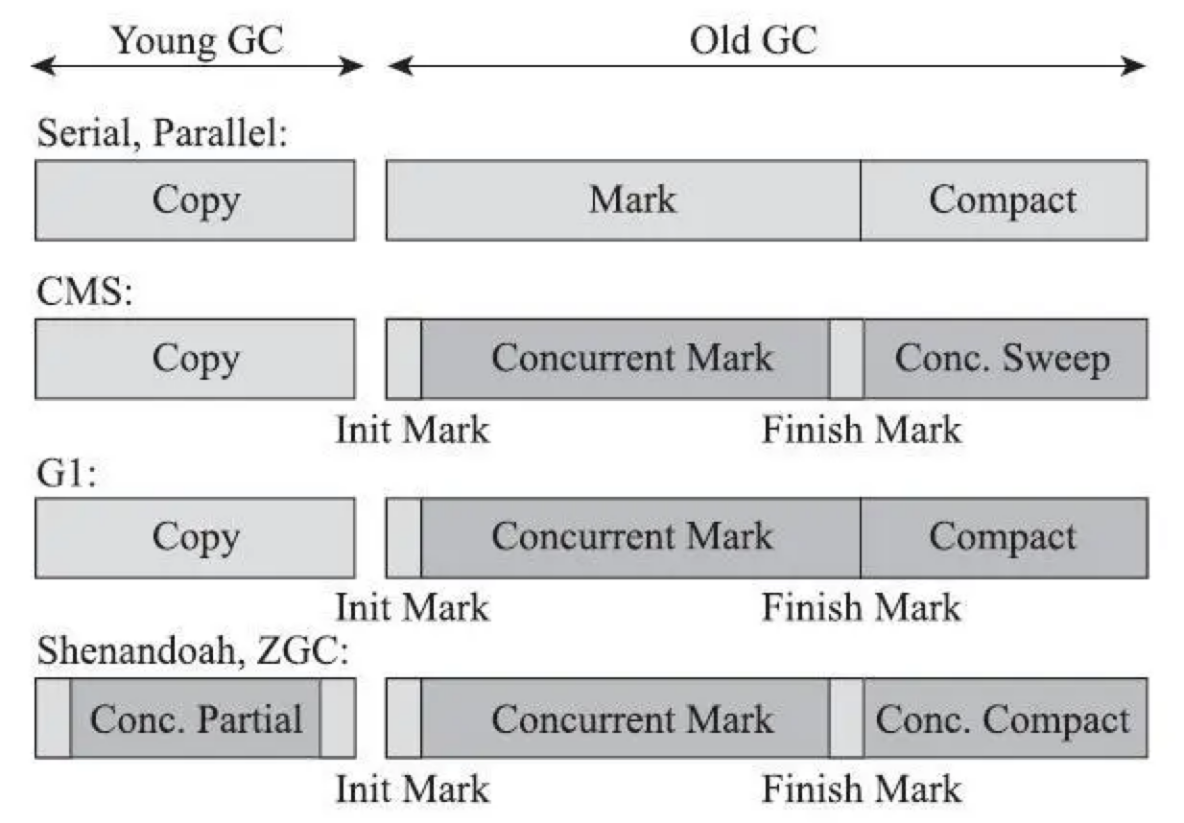 Young GC Old GC
Serial, Parallel:
Copy Mark Compact
CMS:
Copy Concurrent Mark Conc. Sweep
Init Mark Finish Mark
G1:
Copy Concurrent Mark Compact
Init Mark Finish Mark
Shenandoah, ZGC:
Conc. Partial Concurrent Mark Conc. Compact
Init Mark Finish Mark